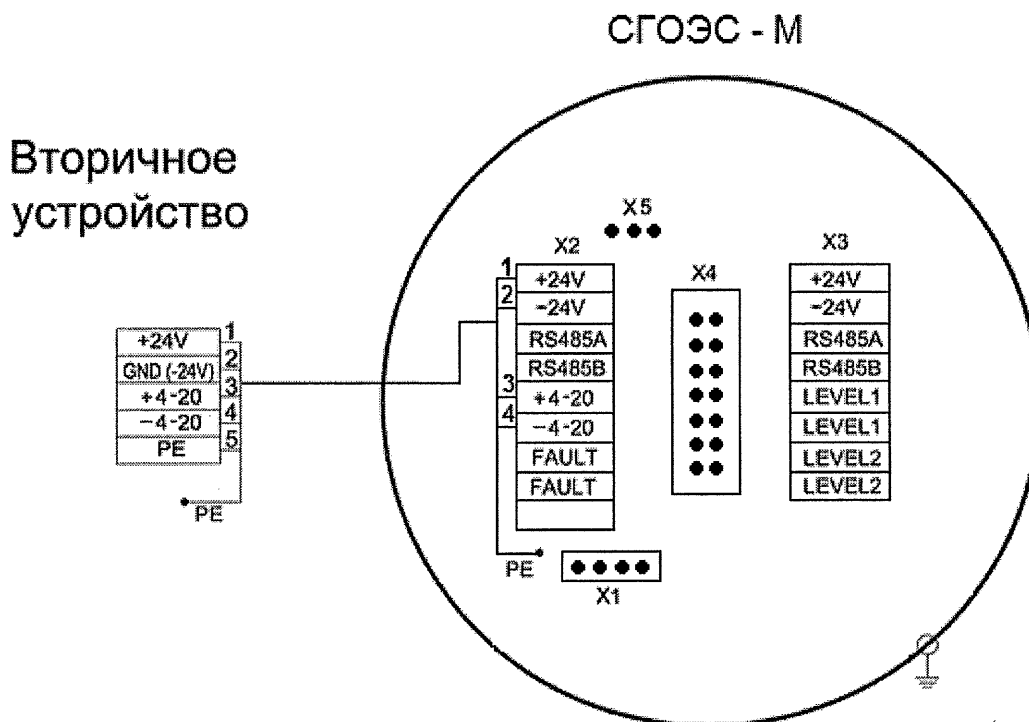 СГОЭС - М
Вторичное
устройство
+24V 1
GND (-24V) 2
+4-20 3
-4-20 4
PE 5
PE
X5
X2
1 +24V
2 -24V
RS485A
RS485B
3 +4-20
4 -4-20
FAULT
FAULT
PE
X1
X4
X3
+24V
-24V
RS485A
RS485B
LEVEL1
LEVEL1
LEVEL2
LEVEL2